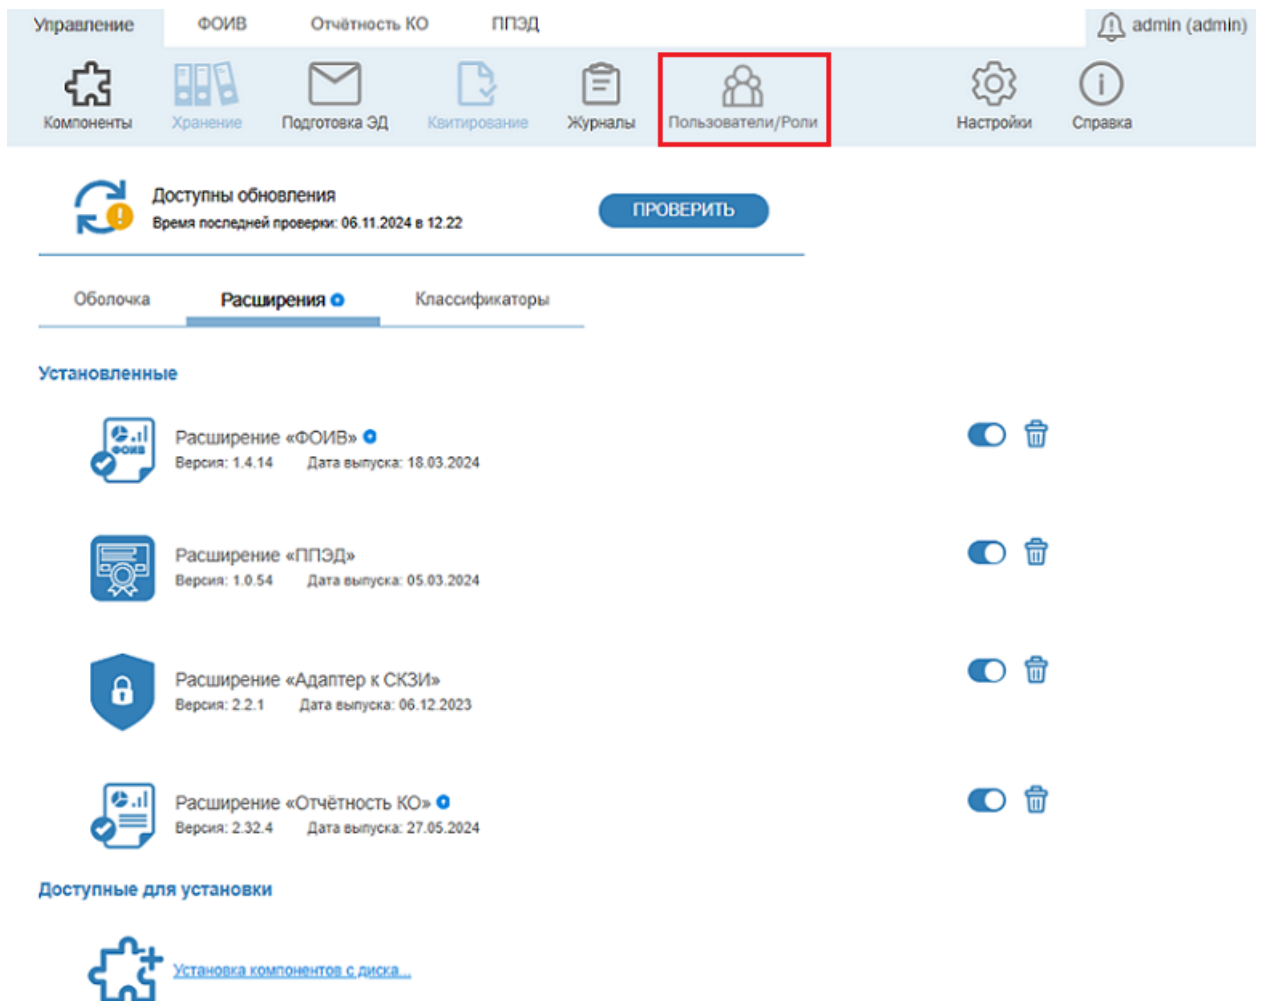 Управление ФОИВ Отчётность КО ППЭД admin (admin)
Компоненты Хранение Подготовка ЭД Квитирование Журналы Пользователи/Роли Настройки Справка
Доступны обновления
Время последней проверки: 06.11.2024 в 12.22
ПРОВЕРИТЬ
Оболочка Расширения Классификаторы
Установленные
ФОИВ
Расширение «ФОИВ»
Версия: 1.4.14 Дата выпуска: 18.03.2024
Расширение «ППЭД»
Версия: 1.0.54 Дата выпуска: 05.03.2024
Расширение «Адаптер к СКЗИ»
Версия: 2.2.1 Дата выпуска: 06.12.2023
Расширение «Отчётность КО»
Версия: 2.32.4 Дата выпуска: 27.05.2024
Доступные для установки
Установка компонентов с диска...